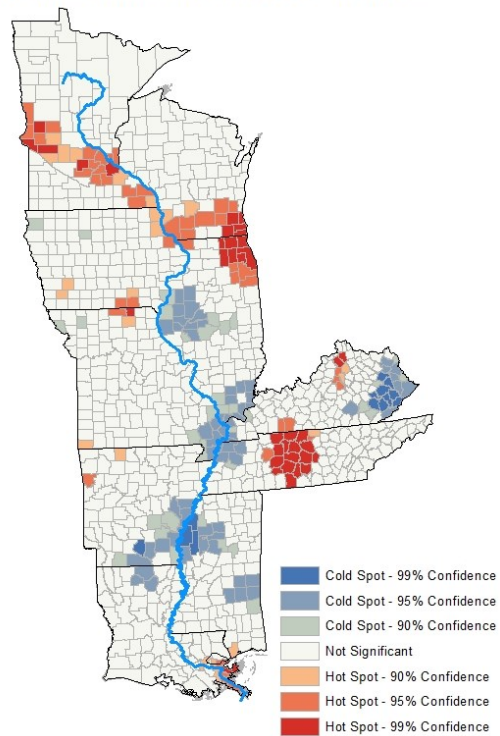 Cold Spot - 99% Confidence
Cold Spot - 95% Confidence
Cold Spot - 90% Confidence
Not Significant
Hot Spot - 90% Confidence
Hot Spot - 95% Confidence
Hot Spot - 99% Confidence